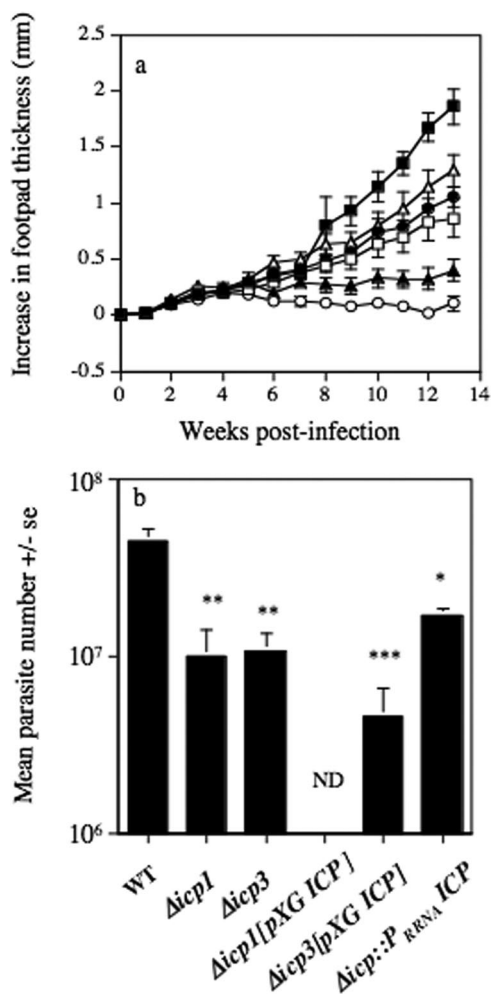 Increase in footpad thickness (mm)
2.5
2
1.5
1
0.5
0
-0.5
a
0 2 4 6 8 10 12 14
Weeks post-infection
Mean parasite number +/- se
10⁸
10⁷
10⁶
b
** ** *** *
ND
WT
Δicp1
Δicp3
Δicp1[pXG ICP]
Δicp3[pXG ICP]
Δicp::P RRNA ICP